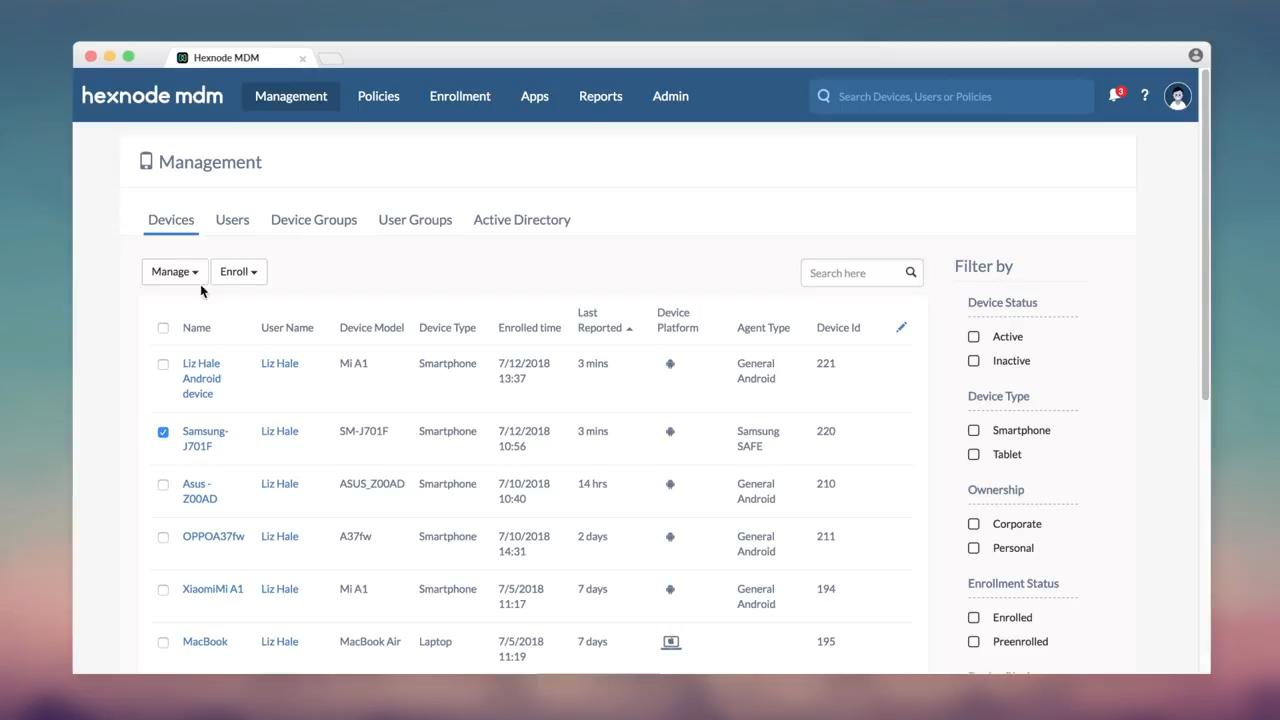 Hexnode MDM
hexnode mdm
Management
Policies
Enrollment
Apps
Reports
Admin
Search Devices, Users or Policies
3
?
Management
Devices
Users
Device Groups
User Groups
Active Directory
Manage
Enroll
Search here
Name
User Name
Device Model
Device Type
Enrolled time
Last
Reported
Device
Platform
Agent Type
Device Id
Liz Hale
Android
device
Liz Hale
Mi A1
Smartphone
7/12/2018
13:37
3 mins
General
Android
221
Samsung-
J701F
Liz Hale
SM-J701F
Smartphone
7/12/2018
10:56
3 mins
Samsung
SAFE
220
Asus -
Z00AD
Liz Hale
ASUS_Z00AD
Smartphone
7/10/2018
10:40
14 hrs
General
Android
210
OPPOA37fw
Liz Hale
A37fw
Smartphone
7/10/2018
14:31
2 days
General
Android
211
XiaomiMi A1
Liz Hale
Mi A1
Smartphone
7/5/2018
11:17
7 days
General
Android
194
MacBook
Liz Hale
MacBook Air
Laptop
7/5/2018
11:19
7 days
195
Filter by
Device Status
Active
Inactive
Device Type
Smartphone
Tablet
Ownership
Corporate
Personal
Enrollment Status
Enrolled
Preenrolled